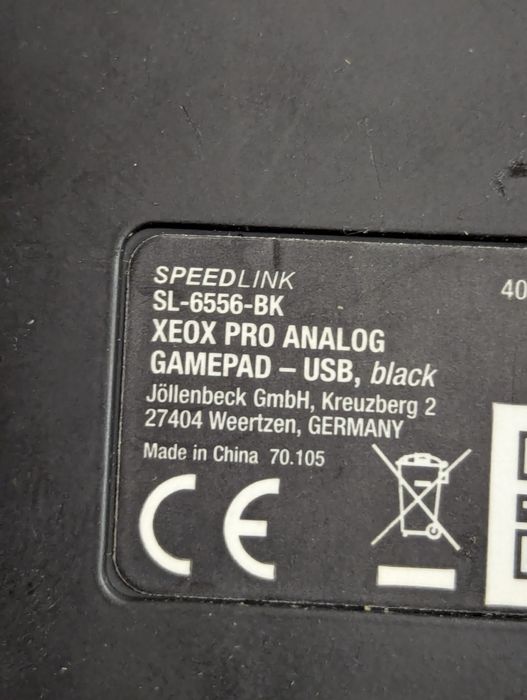 SPEEDLINK
SL-6556-BK
XEOX PRO ANALOG
GAMEPAD – USB, black
Jöllenbeck GmbH, Kreuzberg 2
27404 Weertzen, GERMANY
Made in China 70.105
CE
40